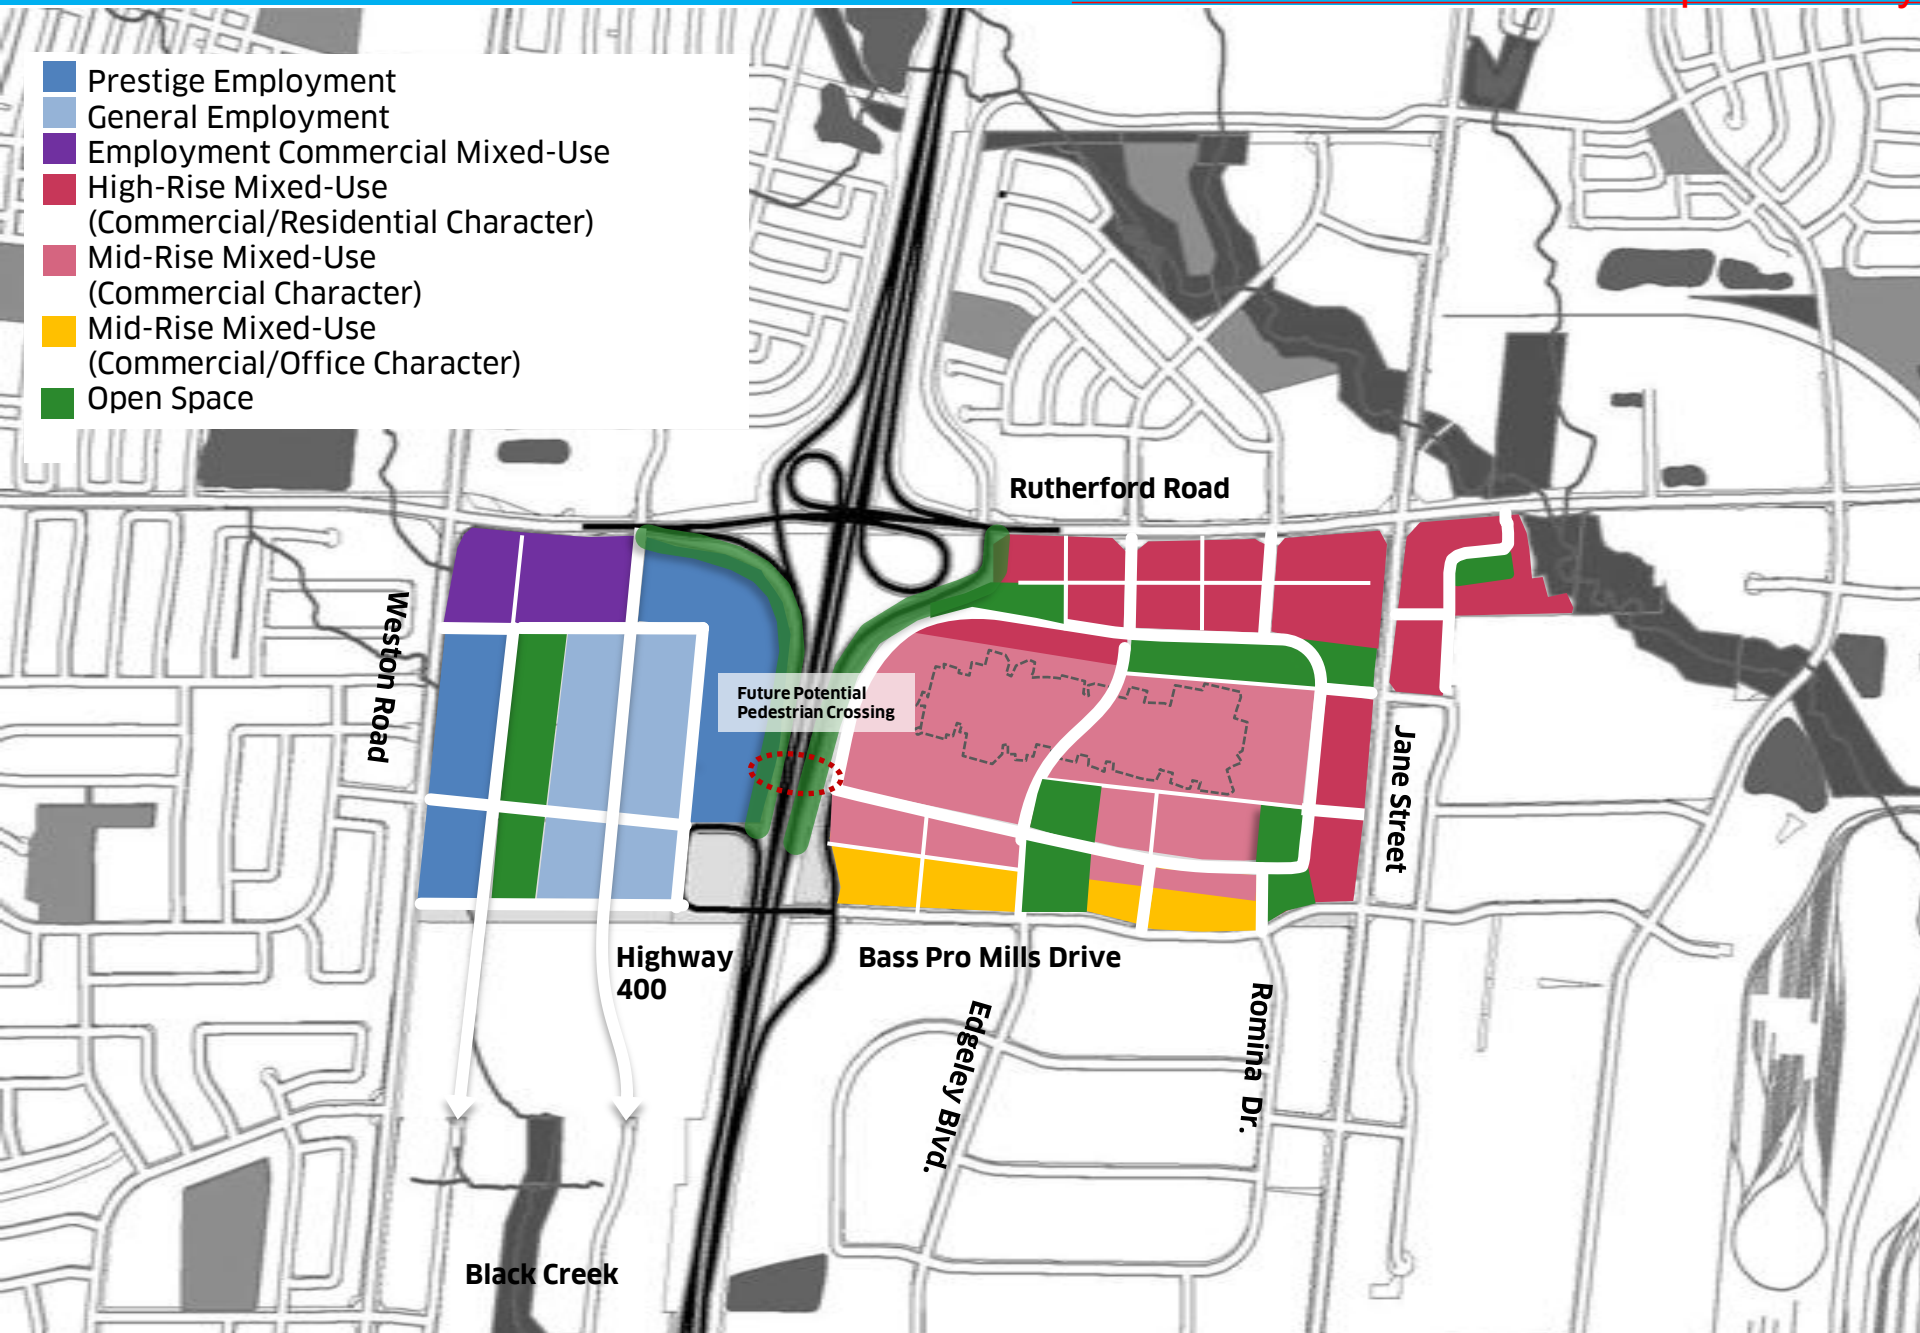 Prestige Employment
General Employment
Employment Commercial Mixed-Use
High-Rise Mixed-Use
(Commercial/Residential Character)
Mid-Rise Mixed-Use
(Commercial Character)
Mid-Rise Mixed-Use
(Commercial/Office Character)
Open Space
Rutherford Road
Weston Road
Future Potential
Pedestrian Crossing
Jane Street
Highway
400
Bass Pro Mills Drive
Edgeley Blvd.
Romina Dr.
Black Creek